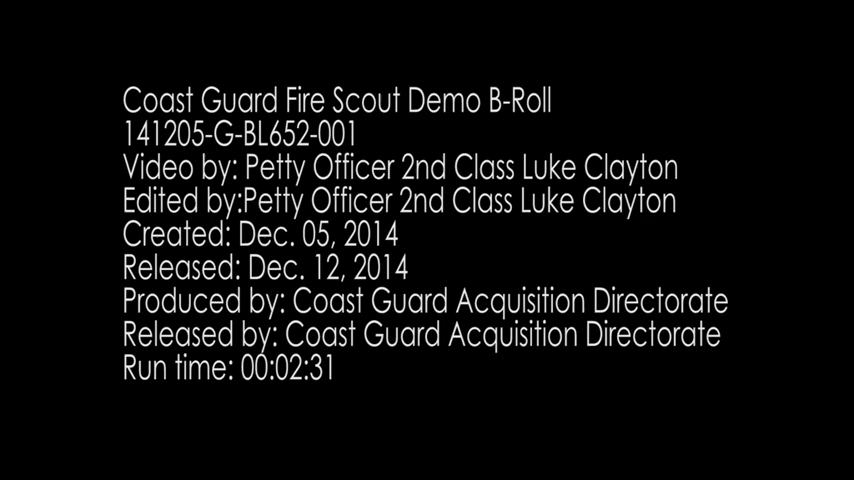 Coast Guard Fire Scout Demo B-Roll
141205-G-BL652-001
Video by: Petty Officer 2nd Class Luke Clayton
Edited by:Petty Officer 2nd Class Luke Clayton
Created: Dec. 05, 2014
Released: Dec. 12, 2014
Produced by: Coast Guard Acquisition Directorate
Released by: Coast Guard Acquisition Directorate
Run time: 00:02:31